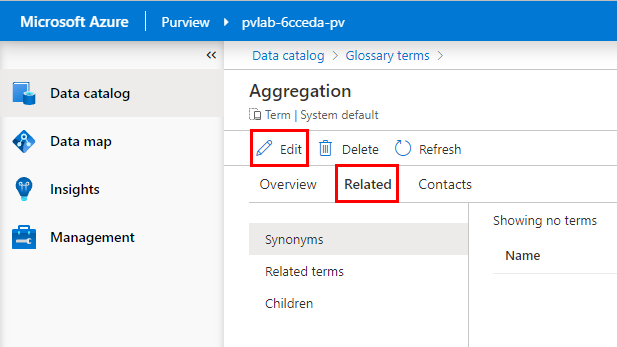 Microsoft Azure Purview > pvlab-6cceda-pv
«
Data catalog
Data map
Insights
Management
Data catalog > Glossary terms >
Aggregation
Term | System default
Edit Delete Refresh
Overview Related Contacts
Synonyms
Related terms
Children
Showing no terms
Name